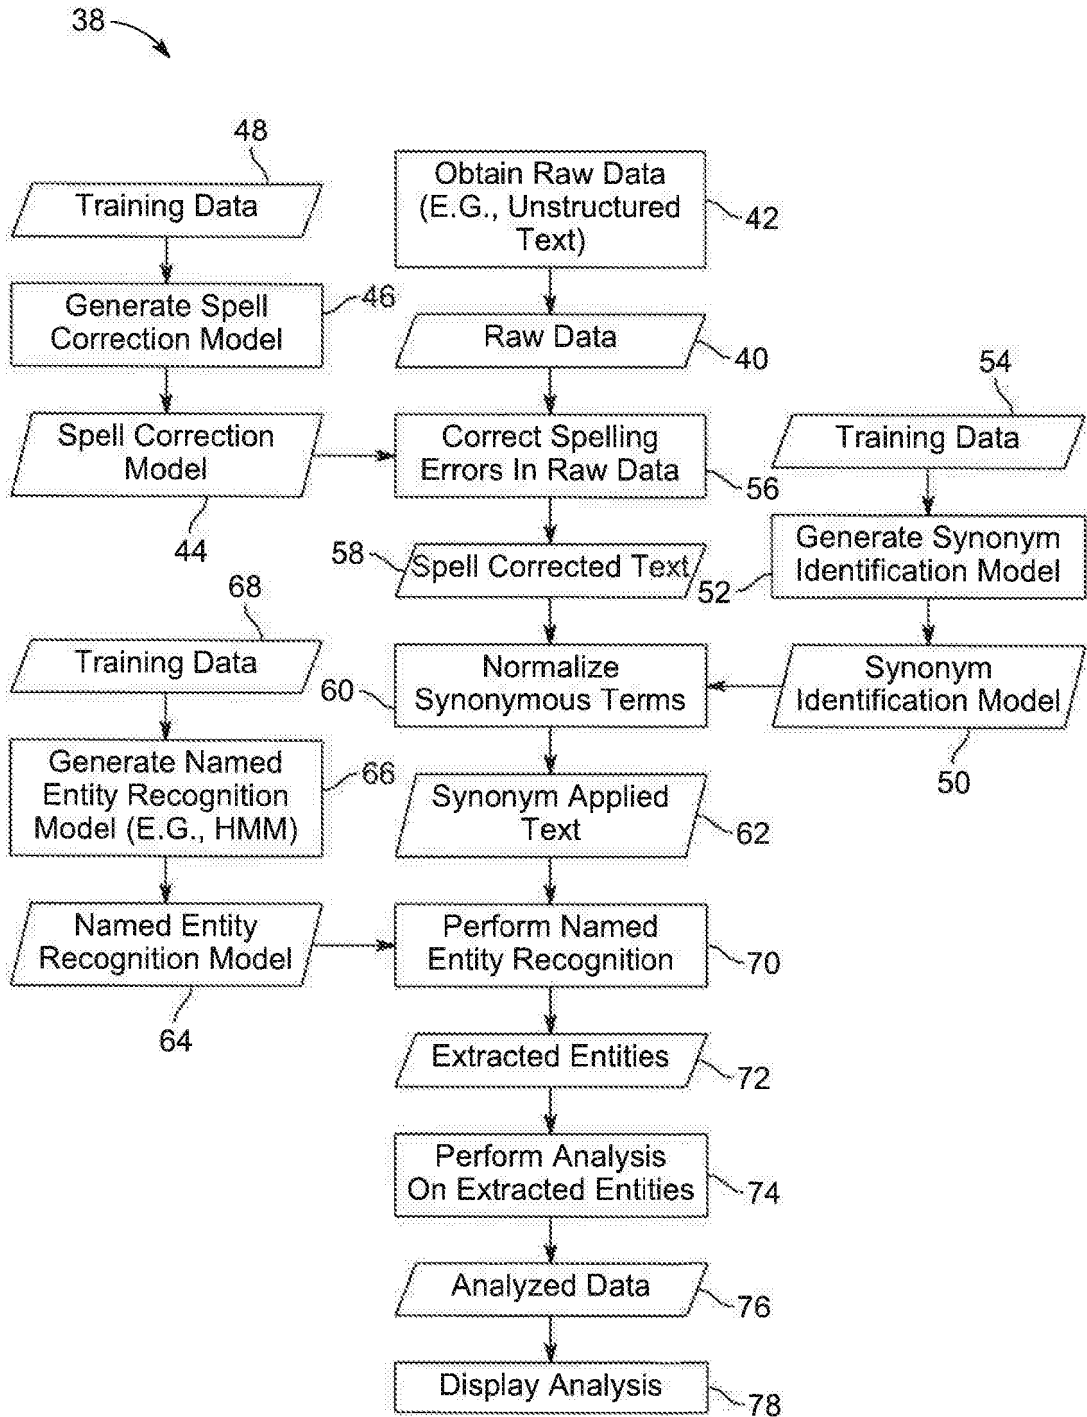 38
48
Training Data
Obtain Raw Data
(E.G., Unstructured
Text)
42
Generate Spell
Correction Model
46
Raw Data
40
Spell Correction
Model
44
Correct Spelling
Errors In Raw Data
56
54
Training Data
58
Spell Corrected Text
52
Generate Synonym
Identification Model
68
Training Data
60
Normalize
Synonymous Terms
Synonym
Identification Model
50
Generate Named
Entity Recognition
Model (E.G., HMM)
66
Synonym Applied
Text
62
Named Entity
Recognition Model
64
Perform Named
Entity Recognition
70
Extracted Entities
72
Perform Analysis
On Extracted Entities
74
Analyzed Data
76
Display Analysis
78